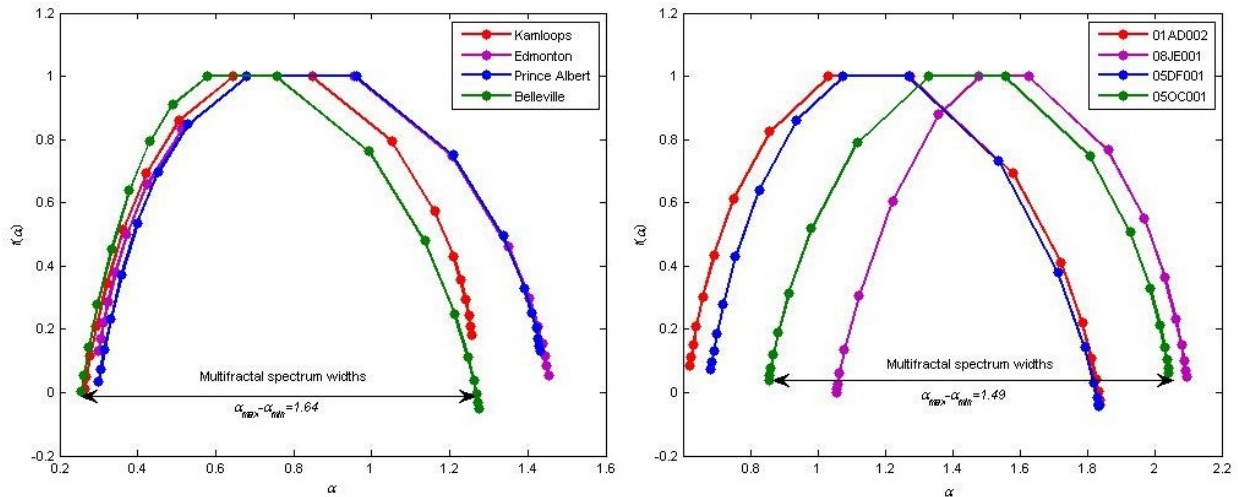 1.2
1
0.8
0.6
0.4
0.2
0
-0.2
f(α)
Kamloops
Edmonton
Prince Albert
Belleville
Multifractal spectrum widths
αmax-αmin=1.64
0.2 0.4 0.6 0.8 1 1.2 1.4 1.6
α
1.2
1
0.8
0.6
0.4
0.2
0
-0.2
f(α)
01AD002
08JE001
05DF001
05OC001
Multifractal spectrum widths
αmax-αmin=1.49
0.8 1 1.2 1.4 1.6 1.8 2 2.2
α